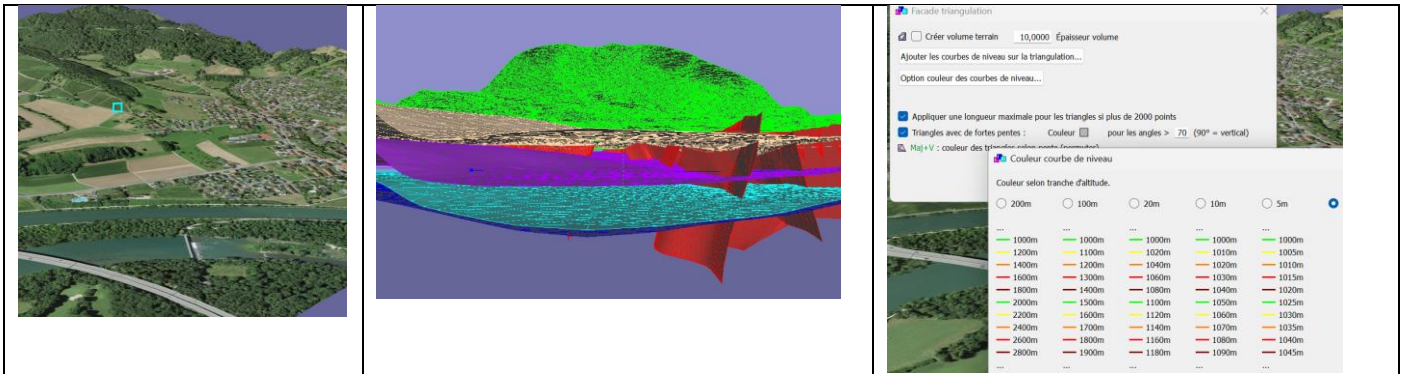 Facade triangulation
Créer volume terrain 10,0000 Épaisseur volume
Ajouter les courbes de niveau sur la triangulation...
Option couleur des courbes de niveau...
Appliquer une longueur maximale pour les triangles si plus de 2000 points
Triangles avec de fortes pentes : Couleur pour les angles > 70 (90° = vertical)
Maj+V : couleur des triangles selon pente (permuter)
Couleur courbe de niveau
Couleur selon tranche d'altitude.
200m 100m 20m 10m 5m
... ... ... ... ...
1000m 1000m 1000m 1000m 1000m
1200m 1100m 1020m 1010m 1005m
1400m 1200m 1040m 1020m 1010m
1600m 1300m 1060m 1030m 1015m
1800m 1400m 1080m 1040m 1020m
2000m 1500m 1100m 1050m 1025m
2200m 1600m 1120m 1060m 1030m
2400m 1700m 1140m 1070m 1035m
2600m 1800m 1160m 1080m 1040m
2800m 1900m 1180m 1090m 1045m
... ... ... ... ...